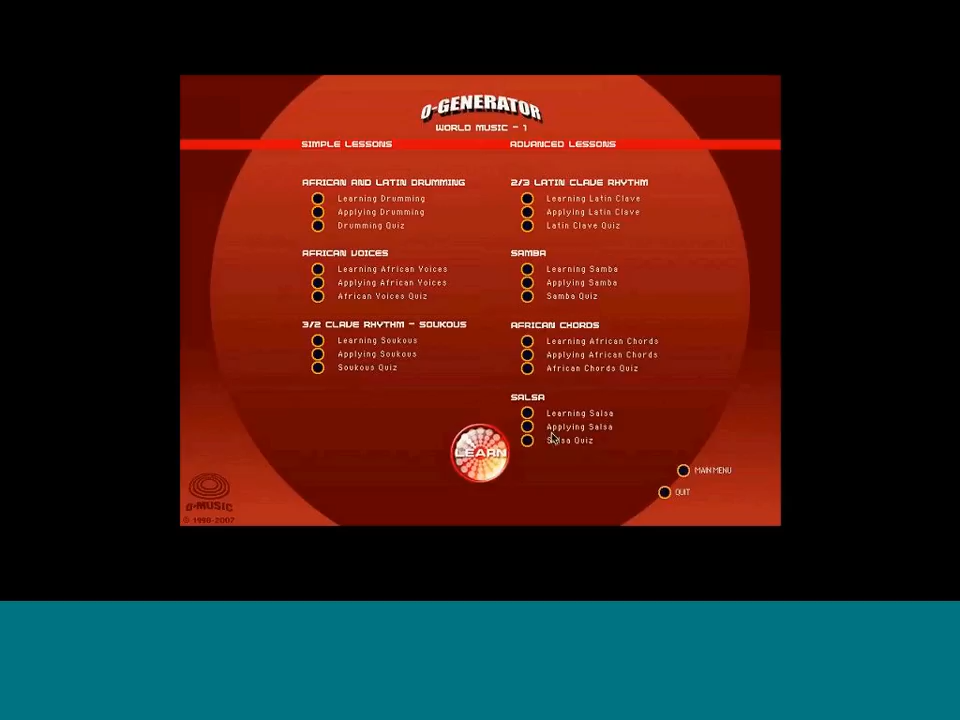 O-GENERATOR
WORLD MUSIC - 1
SIMPLE LESSONS
AFRICAN AND LATIN DRUMMING
Learning Drumming
Applying Drumming
Drumming Quiz
AFRICAN VOICES
Learning African Voices
Applying African Voices
African Voices Quiz
3/2 CLAVE RHYTHM - SOUKOUS
Learning Soukous
Applying Soukous
Soukous Quiz
ADVANCED LESSONS
2/3 LATIN CLAVE RHYTHM
Learning Latin Clave
Applying Latin Clave
Latin Clave Quiz
SAMBA
Learning Samba
Applying Samba
Samba Quiz
AFRICAN CHORDS
Learning African Chords
Applying African Chords
African Chords Quiz
SALSA
Learning Salsa
Applying Salsa
Salsa Quiz
LEARN
MAIN MENU
QUIT
O-MUSIC
© 1998-2007